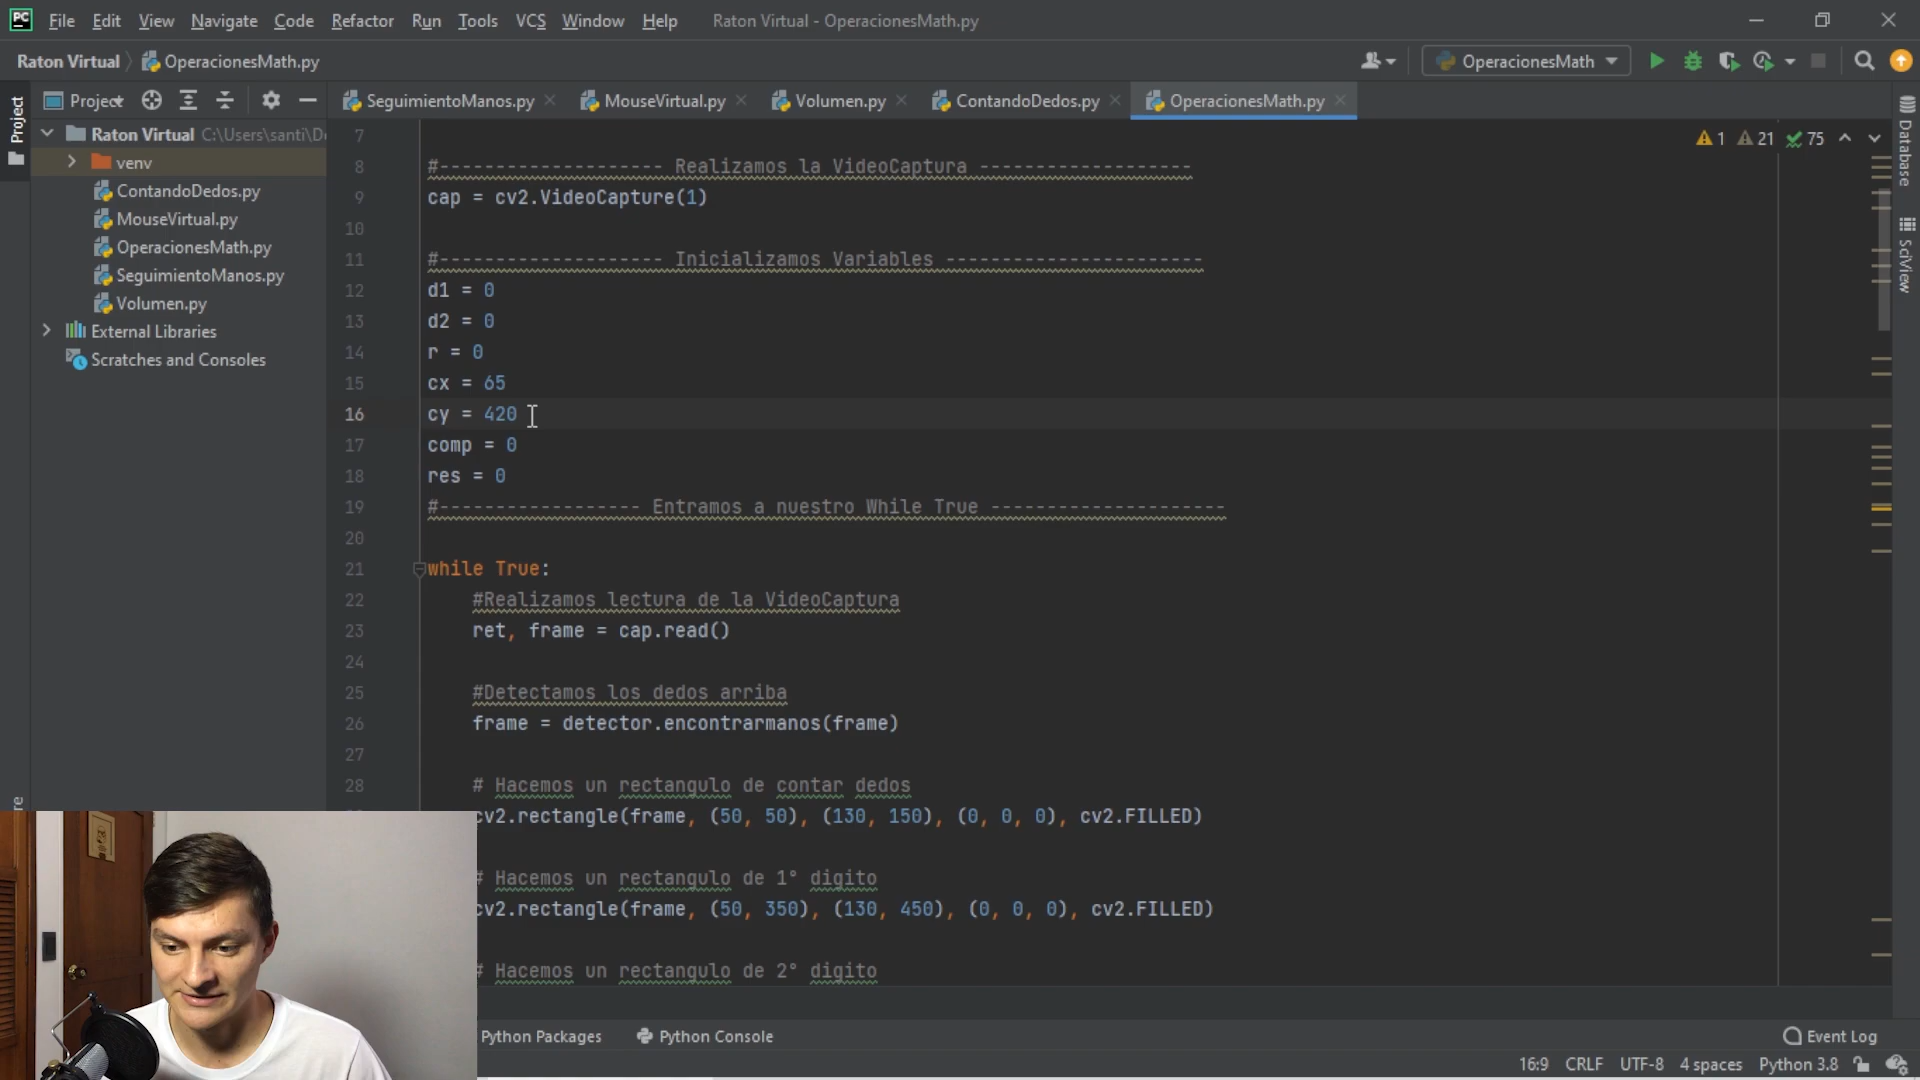 PC File Edit View Navigate Code Refactor Run Tools VCS Window Help Raton Virtual - OperacionesMath.py
Raton Virtual OperacionesMath.py OperacionesMath
Project SeguimientoManos.py MouseVirtual.py Volumen.py ContandoDedos.py OperacionesMath.py
Project
Raton Virtual C:\Users\santi\D
venv
ContandoDedos.py
MouseVirtual.py
OperacionesMath.py
SeguimientoManos.py
Volumen.py
External Libraries
Scratches and Consoles
1 21 75
7
8 #-------------------- Realizamos la VideoCaptura -------------------
9 cap = cv2.VideoCapture(1)
10
11 #-------------------- Inicializamos Variables -----------------------
12 d1 = 0
13 d2 = 0
14 r = 0
15 cx = 65
16 cy = 420
17 comp = 0
18 res = 0
19 #------------------ Entramos a nuestro While True ---------------------
20
21 while True:
22 #Realizamos lectura de la VideoCaptura
23 ret, frame = cap.read()
24
25 #Detectamos los dedos arriba
26 frame = detector.encontrarmanos(frame)
27
28 # Hacemos un rectangulo de contar dedos
cv2.rectangle(frame, (50, 50), (130, 150), (0, 0, 0), cv2.FILLED)
# Hacemos un rectangulo de 1° digito
cv2.rectangle(frame, (50, 350), (130, 450), (0, 0, 0), cv2.FILLED)
# Hacemos un rectangulo de 2° digito
Database
SciView
Python Packages Python Console Event Log
16:9 CRLF UTF-8 4 spaces Python 3.8